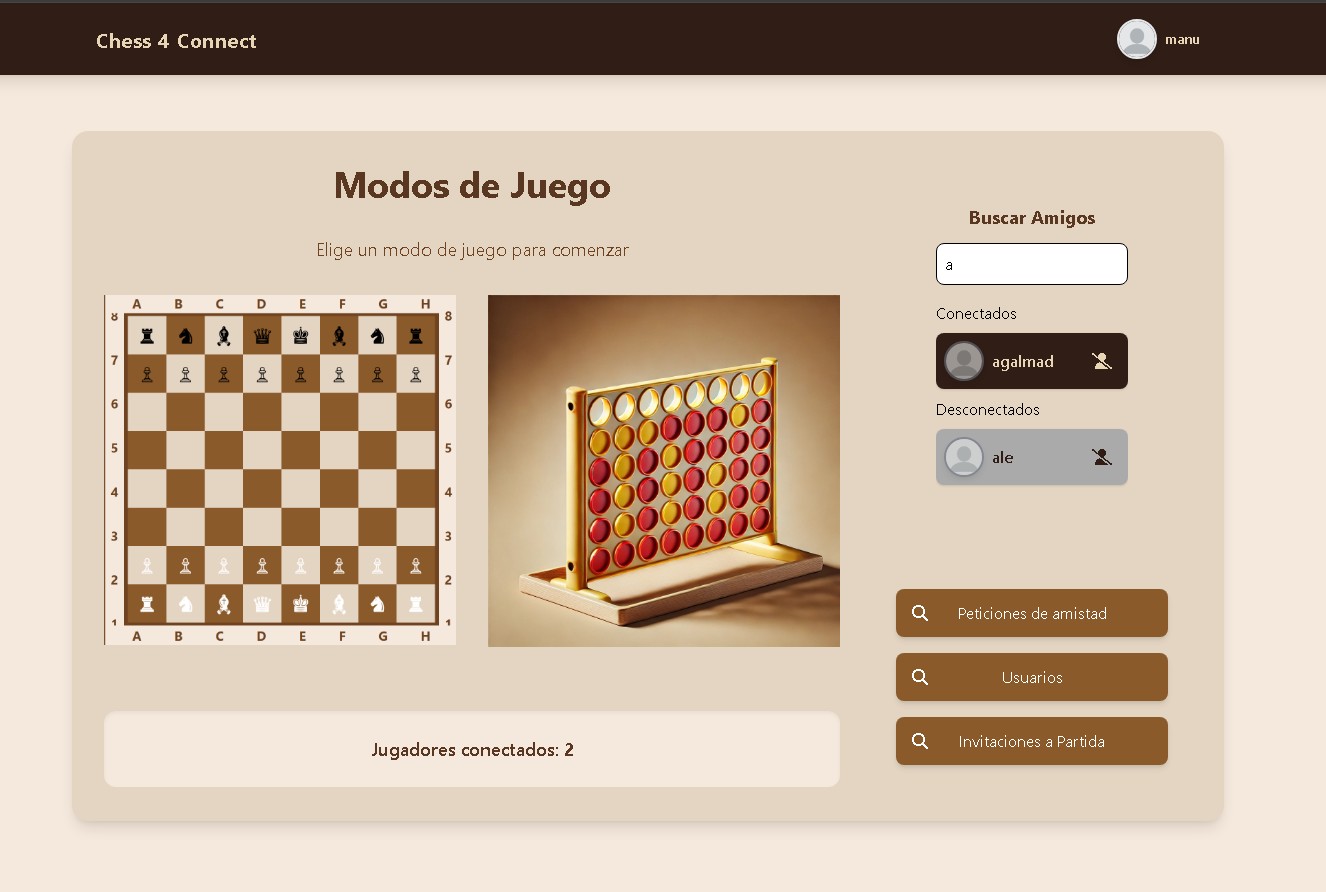 Chess 4 Connect
manu
Modos de Juego
Elige un modo de juego para comenzar
A B C D E F G H
8 8
7 7
6 6
5 5
4 4
3 3
2 2
1 1
A B C D E F G H
Jugadores conectados: 2
Buscar Amigos
a
Conectados
agalmad
Desconectados
ale
Peticiones de amistad
Usuarios
Invitaciones a Partida